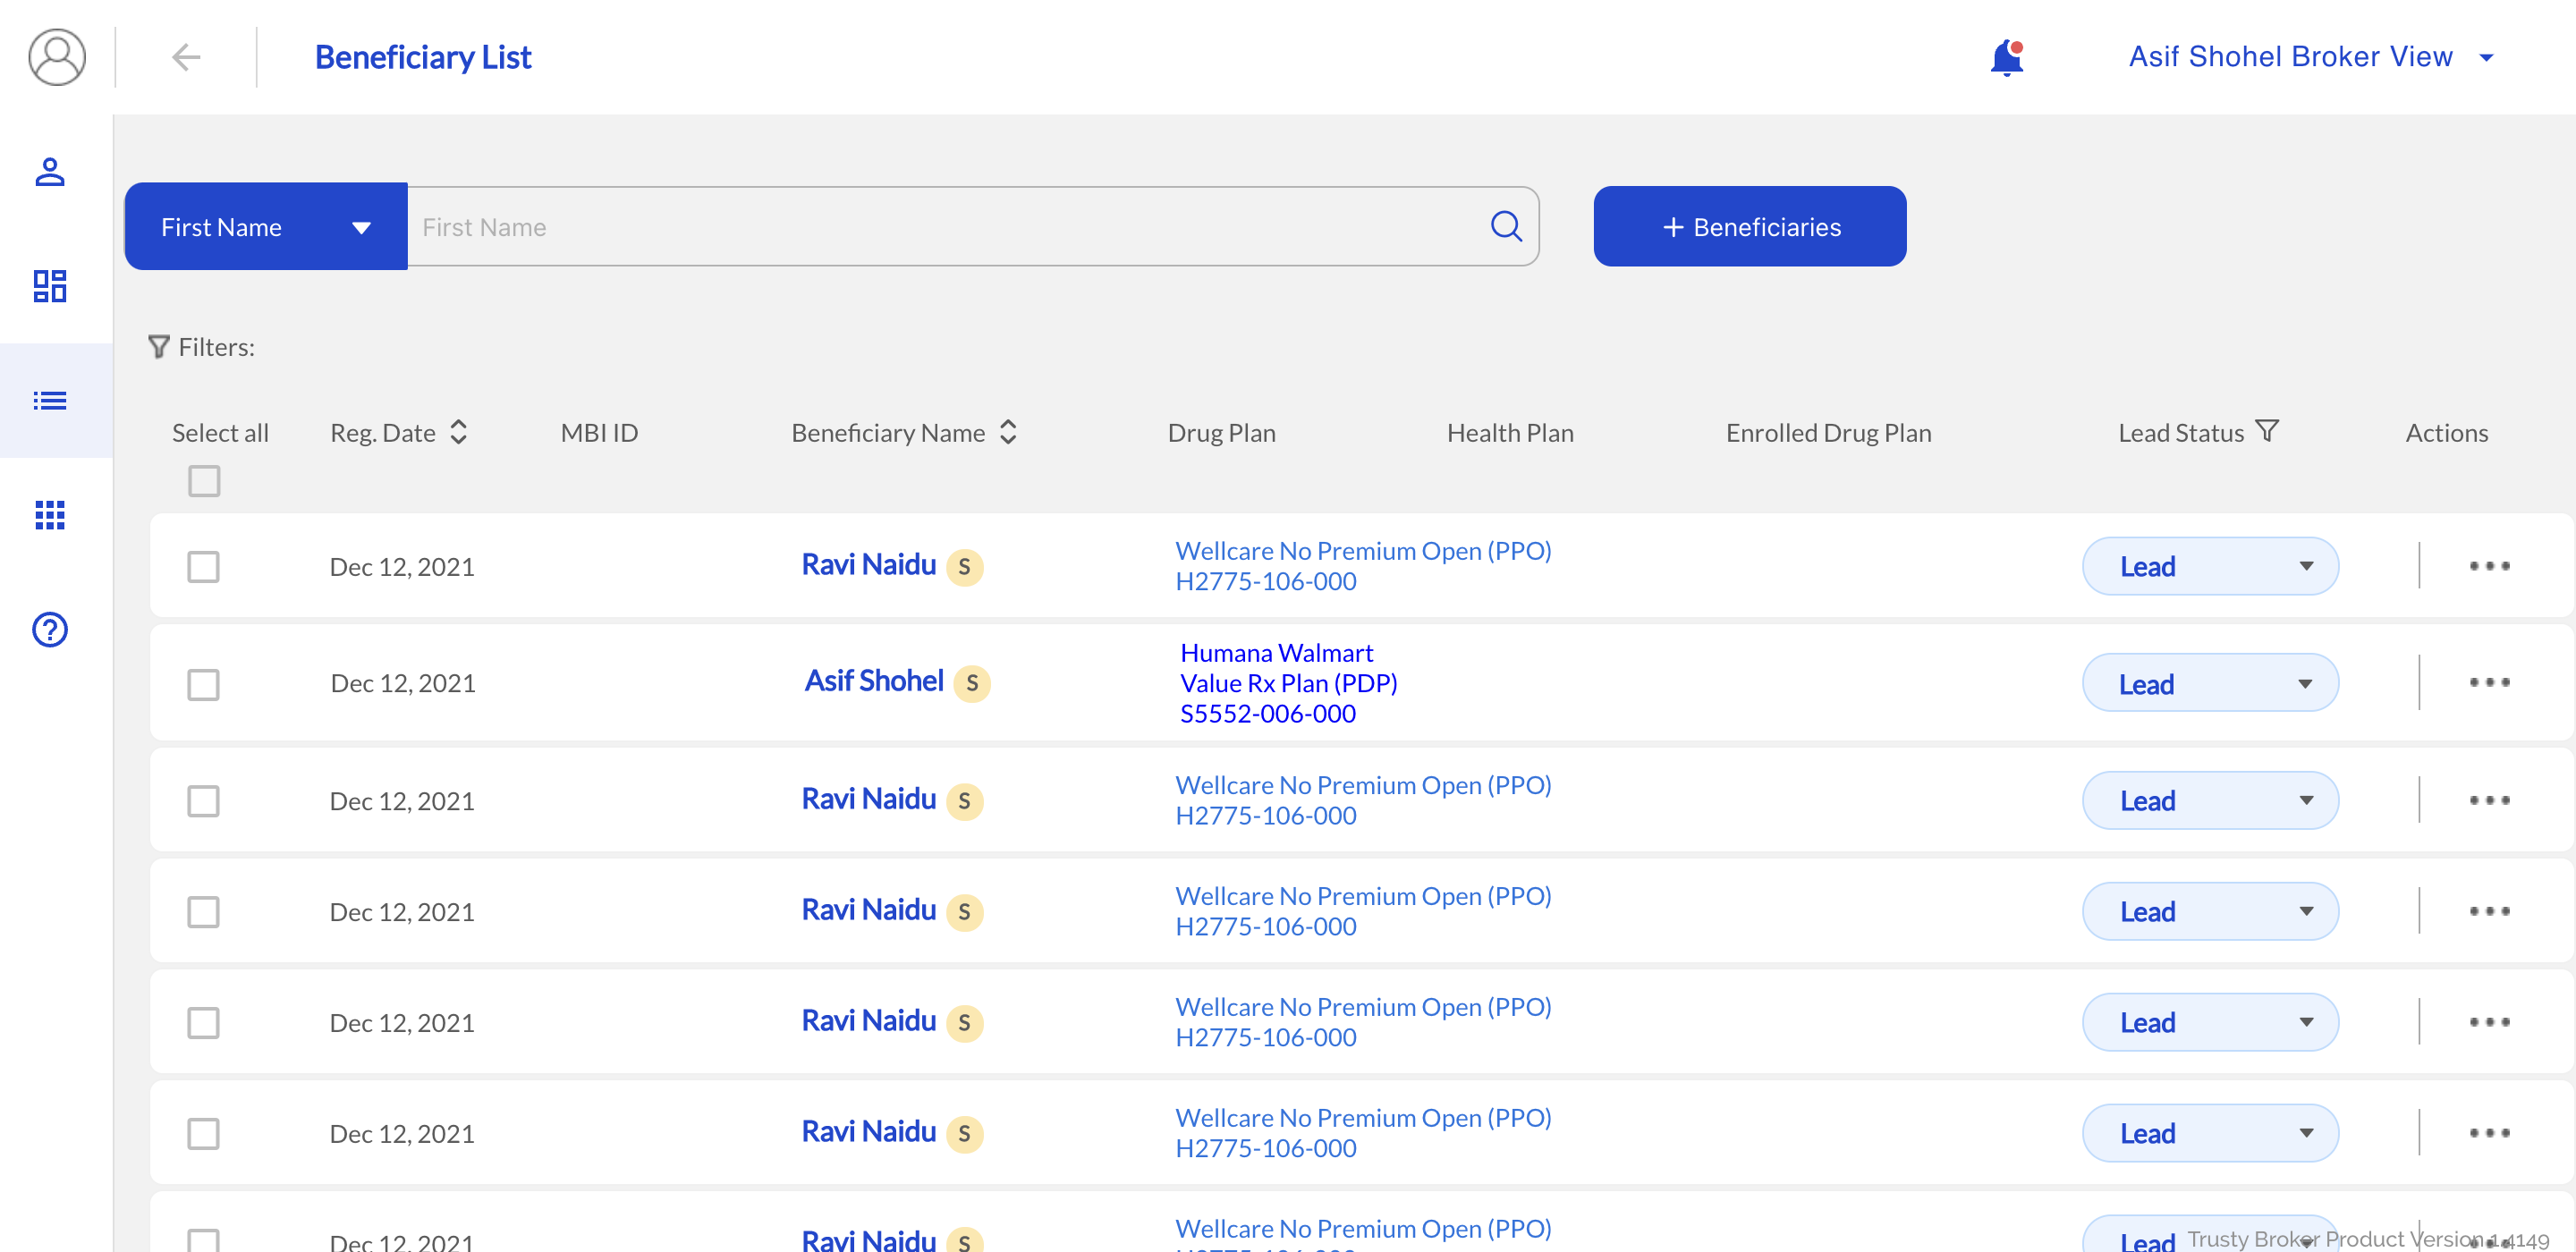 Beneficiary List
Asif Shohel Broker View
First Name
First Name
+ Beneficiaries
Filters:
Select all Reg. Date MBI ID Beneficiary Name Drug Plan Health Plan Enrolled Drug Plan Lead Status Actions
Dec 12, 2021 Ravi Naidu S Wellcare No Premium Open (PPO) Lead
H2775-106-000
Humana Walmart
Dec 12, 2021 Asif Shohel S Value Rx Plan (PDP) Lead
S5552-006-000
Dec 12, 2021 Ravi Naidu S Wellcare No Premium Open (PPO) Lead
H2775-106-000
Dec 12, 2021 Ravi Naidu S Wellcare No Premium Open (PPO) Lead
H2775-106-000
Dec 12, 2021 Ravi Naidu S Wellcare No Premium Open (PPO) Lead
H2775-106-000
Dec 12, 2021 Ravi Naidu S Wellcare No Premium Open (PPO) Lead
H2775-106-000
Dec 12, 2021 Ravi Naidu S Wellcare No Premium Open (PPO) Lead
Trusty Broker Product Version 1.4149